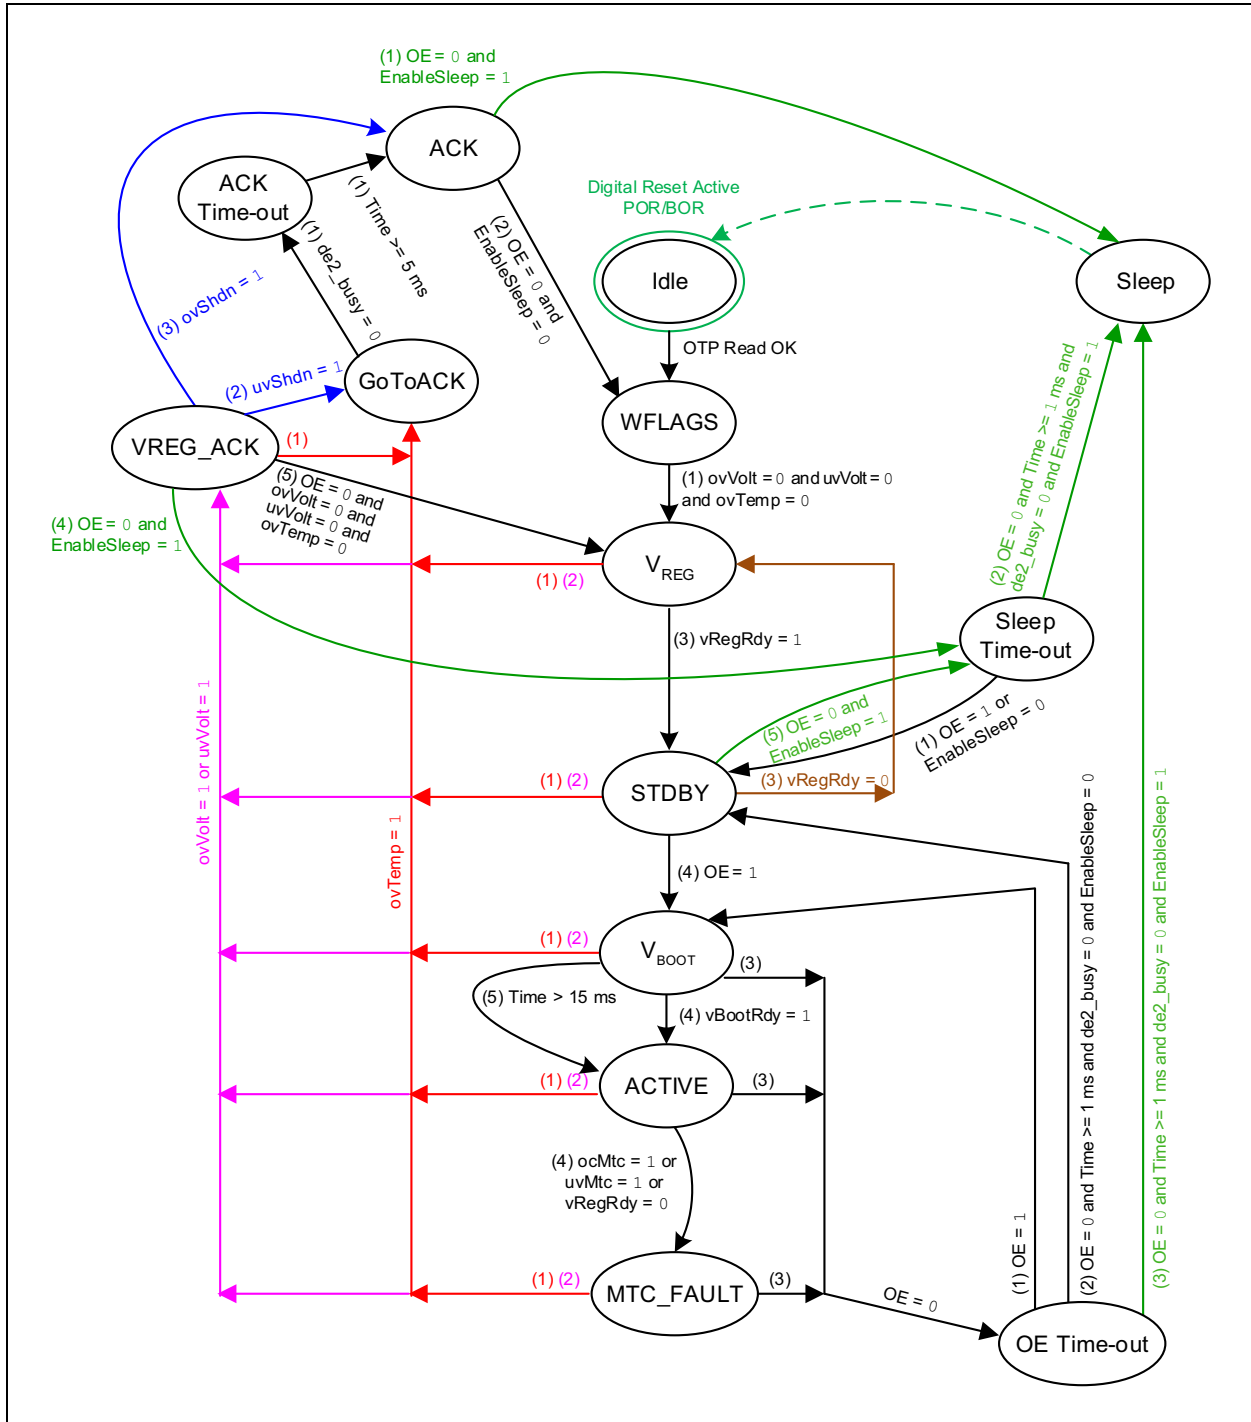 (1) OE = 0 and
EnableSleep = 1
ACK
ACK
Time-out
(1) Time >= 5 ms
(2) OE = 0 and
EnableSleep = 0
Digital Reset Active
POR/BOR
Idle
Sleep
(1) de2_busy = 0
(3) ovShdn = 1
OTP Read OK
GoToACK
(2) uvShdn = 1
WFLAGS
VREG_ACK
(1)
(5) OE = 0 and
ovVolt = 0 and
uvVolt = 0 and
ovTemp = 0
(1) ovVolt = 0 and uvVolt= 0
and ovTemp = 0
(4) OE = 0 and
EnableSleep = 1
(2) OE = 0 and Time >= 1 ms and
de2_busy = 0 and EnableSleep = 1
VREG
(1) (2)
Sleep
Time-out
(3) vRegRdy = 1
(5) OE = 0 and
EnableSleep = 1
(1) OE = 1 or
EnableSleep = 0
ovVolt = 1 or uvVolt = 1
ovTemp = 1
STDBY
(1) (2)
(3) vRegRdy = 0
(4) OE = 1
VBOOT
(1) (2)
(3)
(5) Time > 15 ms
(4) vBootRdy = 1
ACTIVE
(1) (2)
(3)
(4) ocMtc = 1 or
uvMtc = 1 or
vRegRdy = 0
MTC_FAULT
(1) (2)
(3)
OE = 0
(1) OE = 1
(2) OE = 0 and Time >= 1 ms and de2_busy = 0 and EnableSleep = 0
(3) OE = 0 and Time >= 1 ms and de2_busy = 0 and EnableSleep = 1
OE Time-out